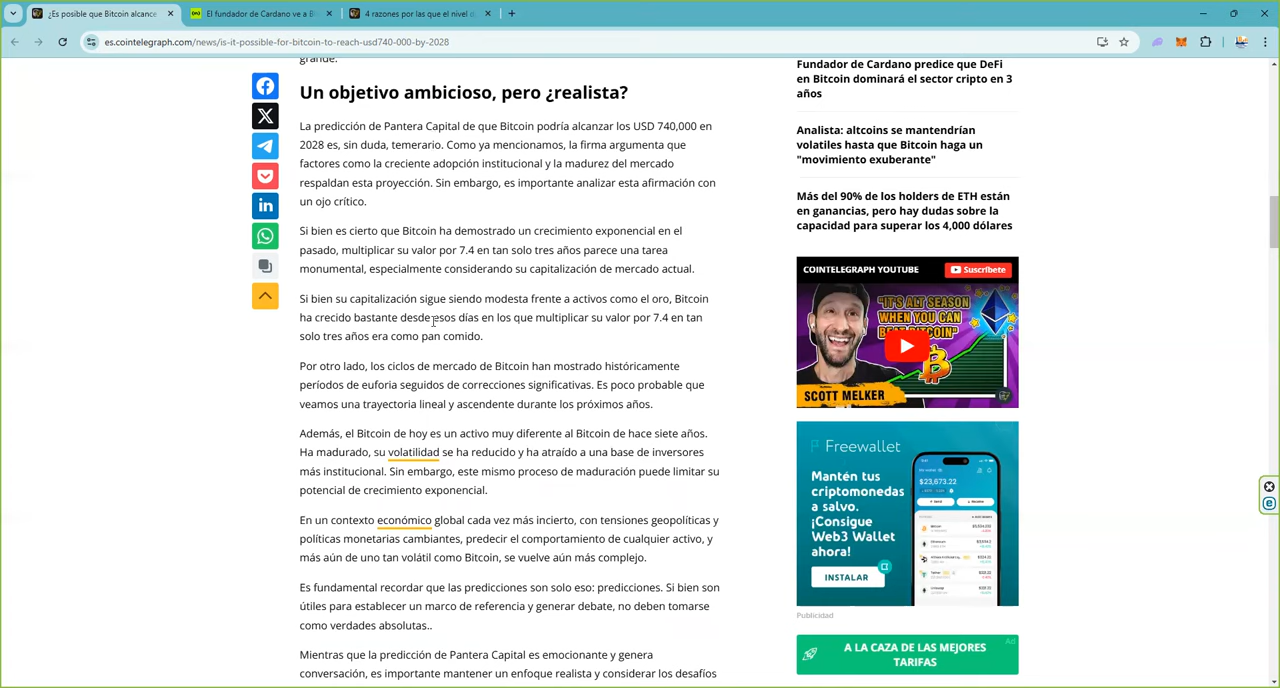 ¿Es posible que Bitcoin alcance
El fundador de Cardano ve a Bi
4 razones por las que el nivel d
es.cointelegraph.com/news/is-it-possible-for-bitcoin-to-reach-usd740-000-by-2028
grande.
Un objetivo ambicioso, pero ¿realista?
La predicción de Pantera Capital de que Bitcoin podría alcanzar los USD 740,000 en
2028 es, sin duda, temerario. Como ya mencionamos, la firma argumenta que
factores como la creciente adopción institucional y la madurez del mercado
respaldan esta proyección. Sin embargo, es importante analizar esta afirmación con
un ojo crítico.
Si bien es cierto que Bitcoin ha demostrado un crecimiento exponencial en el
pasado, multiplicar su valor por 7.4 en tan solo tres años parece una tarea
monumental, especialmente considerando su capitalización de mercado actual.
Si bien su capitalización sigue siendo modesta frente a activos como el oro, Bitcoin
ha crecido bastante desde esos días en los que multiplicar su valor por 7.4 en tan
solo tres años era como pan comido.
Por otro lado, los ciclos de mercado de Bitcoin han mostrado históricamente
períodos de euforia seguidos de correcciones significativas. Es poco probable que
veamos una trayectoria lineal y ascendente durante los próximos años.
Además, el Bitcoin de hoy es un activo muy diferente al Bitcoin de hace siete años.
Ha madurado, su volatilidad se ha reducido y ha atraído a una base de inversores
más institucional. Sin embargo, este mismo proceso de maduración puede limitar su
potencial de crecimiento exponencial.
En un contexto económico global cada vez más incierto, con tensiones geopolíticas y
políticas monetarias cambiantes, predecir el comportamiento de cualquier activo, y
más aún de uno tan volátil como Bitcoin, se vuelve aún más complejo.
Es fundamental recordar que las predicciones son solo eso: predicciones. Si bien son
útiles para establecer un marco de referencia y generar debate, no deben tomarse
como verdades absolutas..
Mientras que la predicción de Pantera Capital es emocionante y genera
conversación, es importante mantener un enfoque realista y considerar los desafíos
Fundador de Cardano predice que DeFi
en Bitcoin dominará el sector cripto en 3
años
Analista: altcoins se mantendrían
volatiles hasta que Bitcoin haga un
"movimiento exuberante"
Más del 90% de los holders de ETH están
en ganancias, pero hay dudas sobre la
capacidad para superar los 4,000 dólares
COINTELEGRAPH YOUTUBE
Suscríbete
"IT'S ALT SEASON
WHEN YOU CAN
BEAT BITCOIN"
SCOTT MELKER
Freewallet
Mantén tus
criptomonedas
a salvo.
¡Consigue
Web3 Wallet
ahora!
INSTALAR
$23,673.22
Publicidad
A LA CAZA DE LAS MEJORES
TARIFAS
Ad